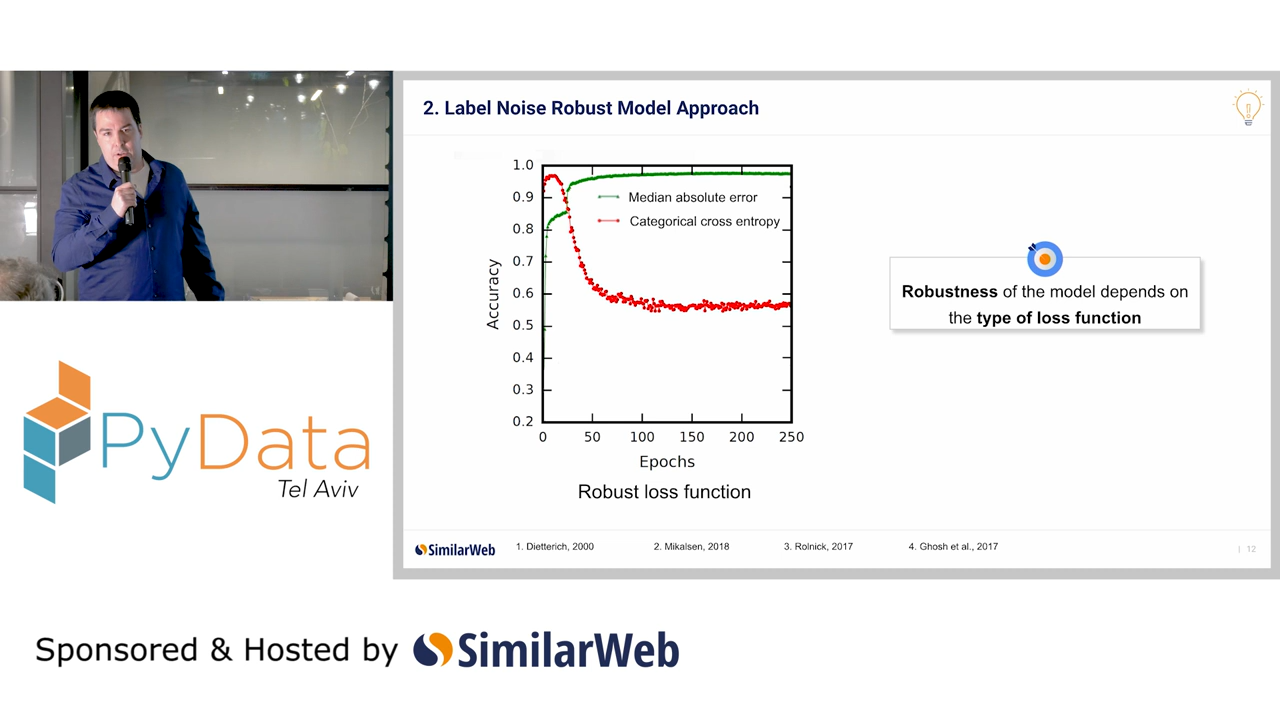 2. Label Noise Robust Model Approach
1.0
0.9
0.8
0.7
0.6
0.5
0.4
0.3
0.2
Accuracy
Median absolute error
Categorical cross entropy
0 50 100 150 200 250
Epochs
Robust loss function
Robustness of the model depends on
the type of loss function
SimilarWeb
1. Dietterich, 2000
2. Mikalsen, 2018
3. Rolnick, 2017
4. Ghosh et al., 2017
| 12
PyData
Tel Aviv
Sponsored & Hosted by SimilarWeb